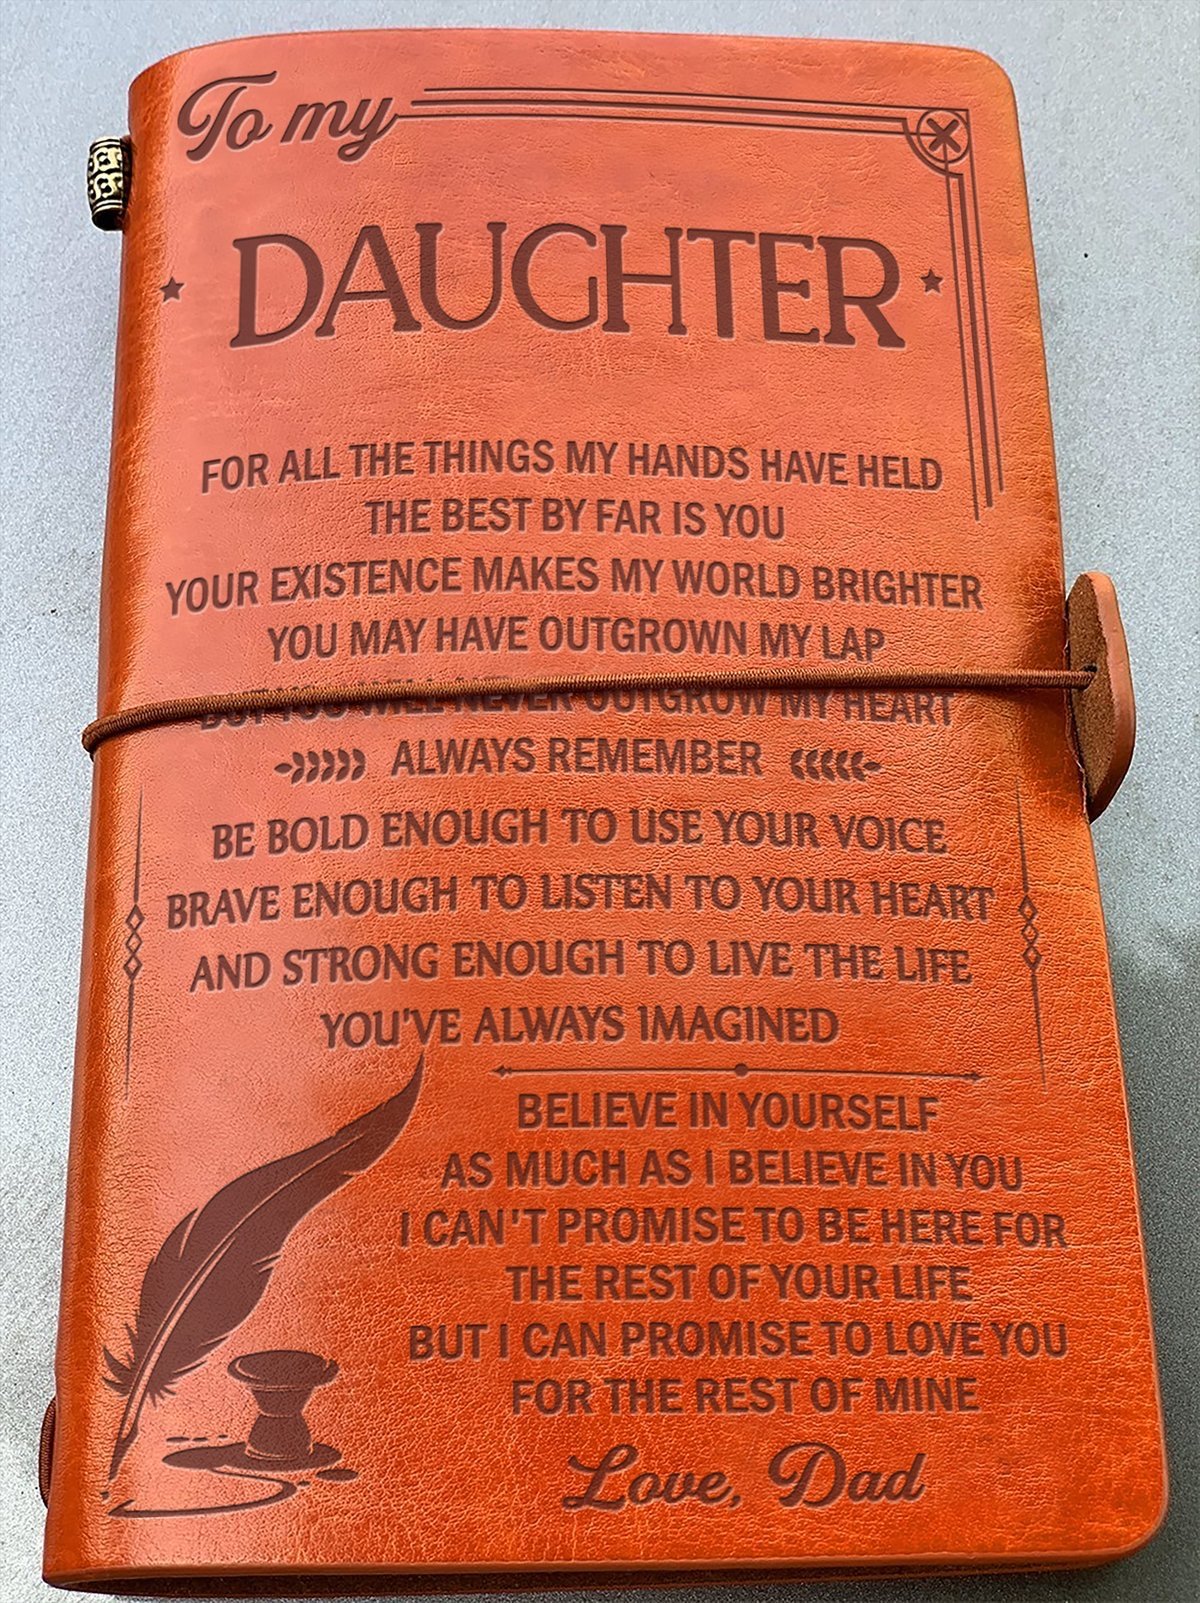 To my
DAUGHTER
FOR ALL THE THINGS MY HANDS HAVE HELD
THE BEST BY FAR IS YOU
YOUR EXISTENCE MAKES MY WORLD BRIGHTER
YOU MAY HAVE OUTGROWN MY LAP
BUT YOU WILL NEVER OUTGROW MY HEART
ALWAYS REMEMBER
BE BOLD ENOUGH TO USE YOUR VOICE
BRAVE ENOUGH TO LISTEN TO YOUR HEART
AND STRONG ENOUGH TO LIVE THE LIFE
YOU'VE ALWAYS IMAGINED
BELIEVE IN YOURSELF
AS MUCH AS I BELIEVE IN YOU
I CAN'T PROMISE TO BE HERE FOR
THE REST OF YOUR LIFE
BUT I CAN PROMISE TO LOVE YOU
FOR THE REST OF MINE
Love, Dad